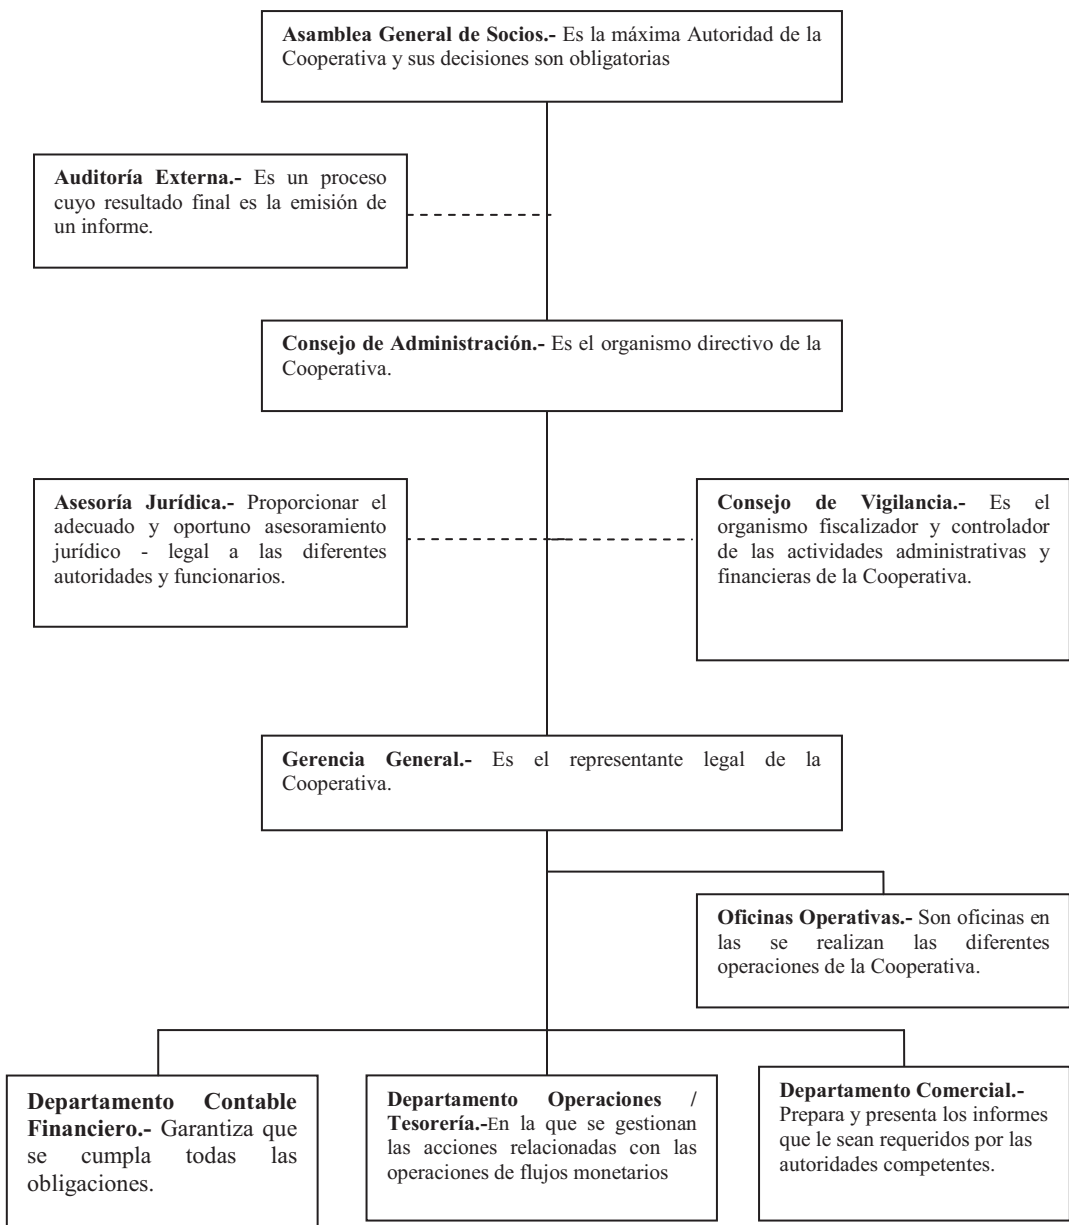 Asamblea General de Socios.- Es la máxima Autoridad de la
Cooperativa y sus decisiones son obligatorias
Auditoría Externa.- Es un proceso
cuyo resultado final es la emisión de
un informe.
Consejo de Administración.- Es el organismo directivo de la
Cooperativa.
Asesoría Jurídica.- Proporcionar el
adecuado y oportuno asesoramiento
jurídico - legal a las diferentes
autoridades y funcionarios.
Consejo de Vigilancia.- Es el
organismo fiscalizador y controlador
de las actividades administrativas y
financieras de la Cooperativa.
Gerencia General.- Es el representante legal de la
Cooperativa.
Oficinas Operativas.- Son oficinas en
las se realizan las diferentes
operaciones de la Cooperativa.
Departamento Contable
Financiero.- Garantiza que
se cumpla todas las
obligaciones.
Departamento Operaciones /
Tesorería.-En la que se gestionan
las acciones relacionadas con las
operaciones de flujos monetarios
Departamento Comercial.-
Prepara y presenta los informes
que le sean requeridos por las
autoridades competentes.